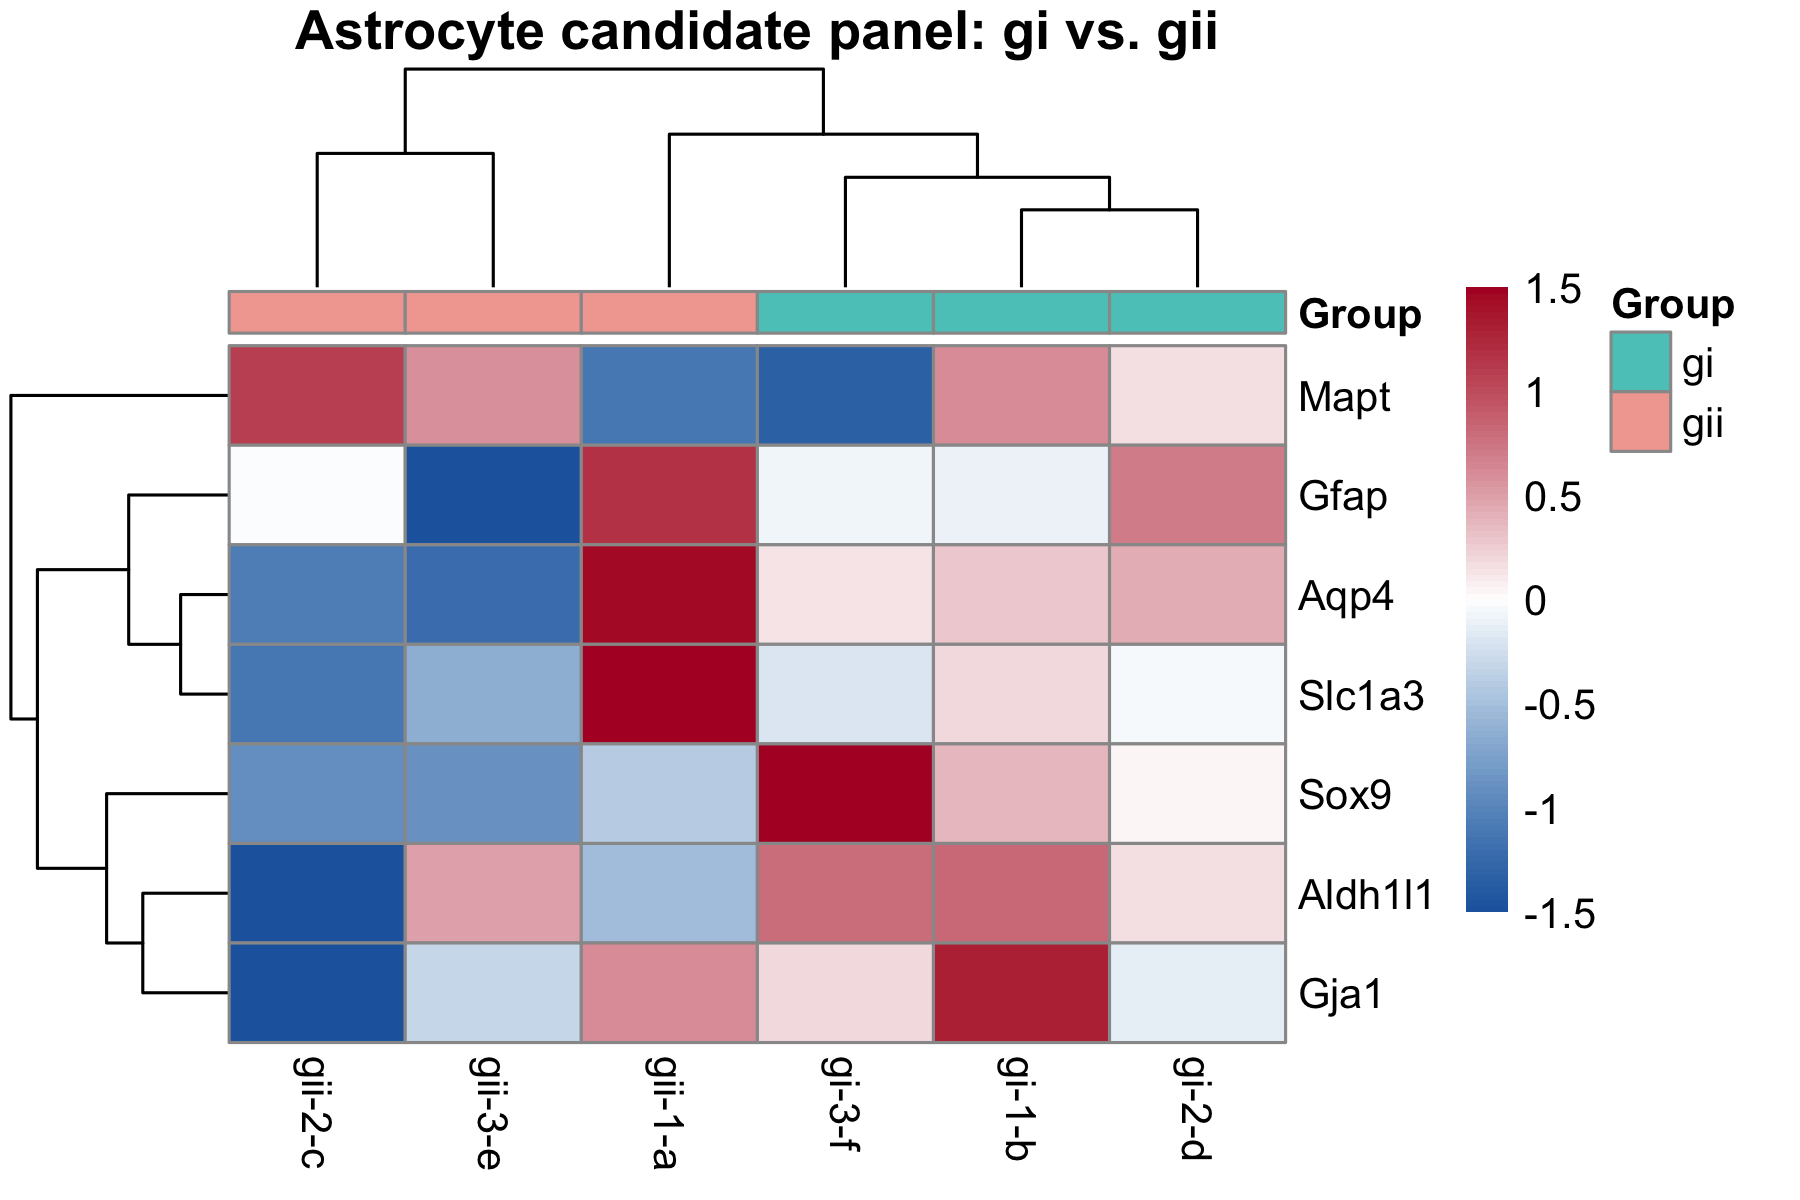 Astrocyte candidate panel: gi vs. gii
Group
Mapt
Gfap
Aqp4
Slc1a3
Sox9
Aldh1l1
Gja1
gii-2-c
gii-3-e
gii-1-a
gi-3-f
gi-1-b
gi-2-d
1.5
1
0.5
0
-0.5
-1
-1.5
Group
gi
gii